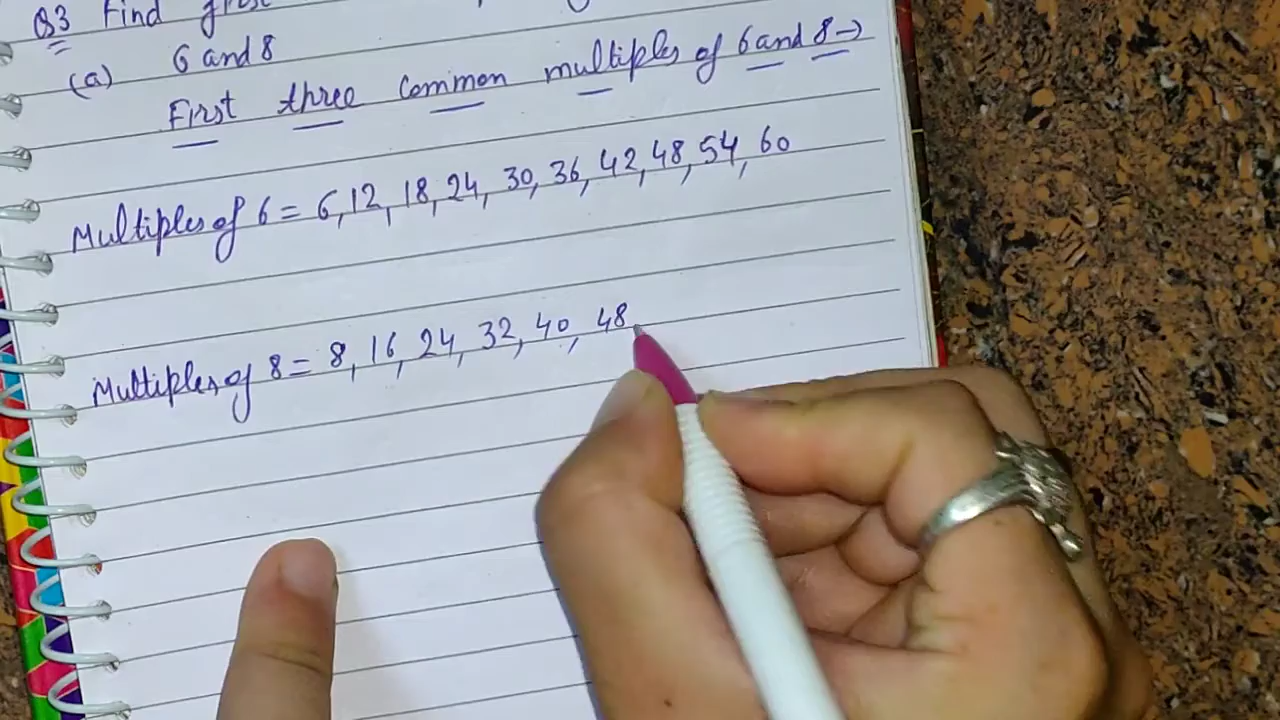 Q3 Find
(a) 6 and 8
First three Common multiples of 6 and 8→
Multiples of 6 = 6, 12, 18, 24, 30, 36, 42, 48, 54, 60
Multiples of 8 = 8, 16, 24, 32, 40, 48